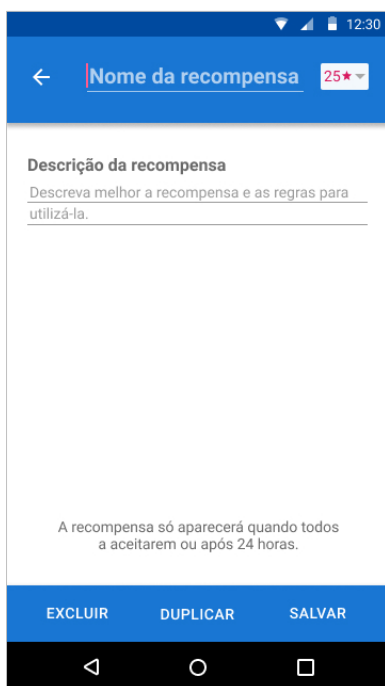 12:30
Nome da recompensa 25★
Descrição da recompensa
Descreva melhor a recompensa e as regras para
utilizá-la.
A recompensa só aparecerá quando todos
a aceitarem ou após 24 horas.
EXCLUIR DUPLICAR SALVAR